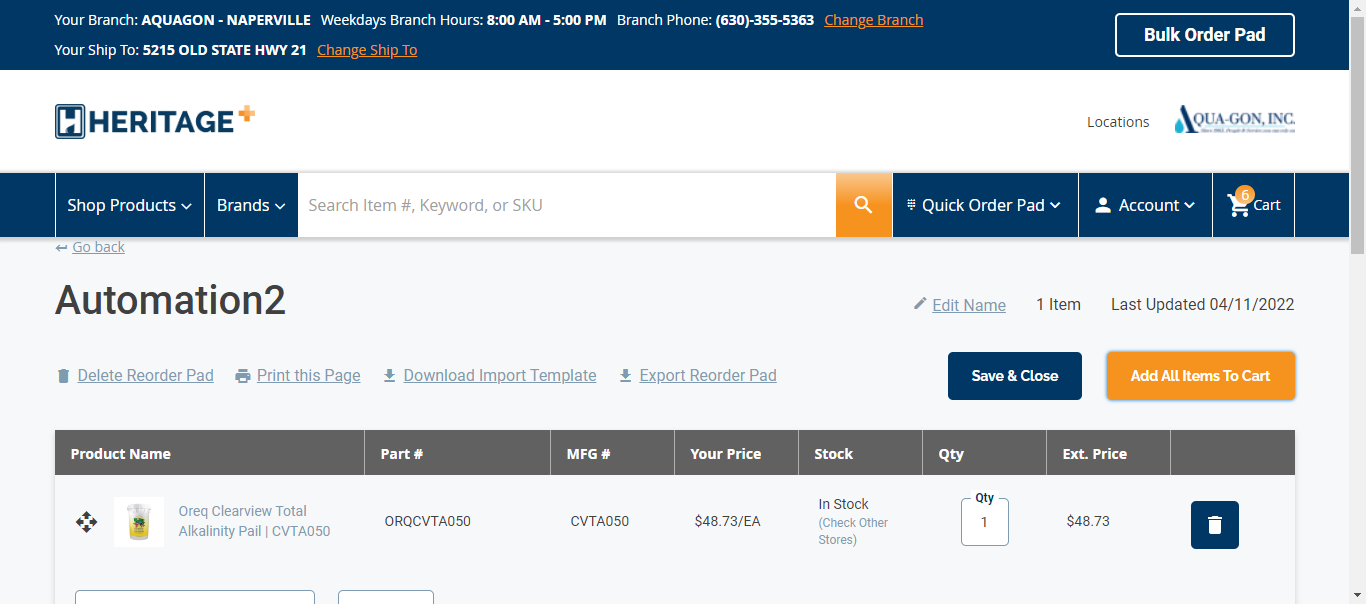 Your Branch: AQUAGON - NAPERVILLE Weekdays Branch Hours: 8:00 AM - 5:00 PM Branch Phone: (630)-355-5363 Change Branch
Your Ship To: 5215 OLD STATE HWY 21 Change Ship To
Bulk Order Pad
HERITAGE+
Locations
AQUA-GON, INC.
Shop Products Brands Search Item #, Keyword, or SKU Quick Order Pad Account 6 Cart
Go back
Automation2
Edit Name 1 Item Last Updated 04/11/2022
Delete Reorder Pad Print this Page Download Import Template Export Reorder Pad Save & Close Add All Items To Cart
Product Name Part # MFG # Your Price Stock Qty Ext. Price
Oreq Clearview Total
Alkalinity Pail | CVTA050
ORQCVTA050
CVTA050
$48.73/EA
In Stock
(Check Other
Stores)
Qty
1
$48.73